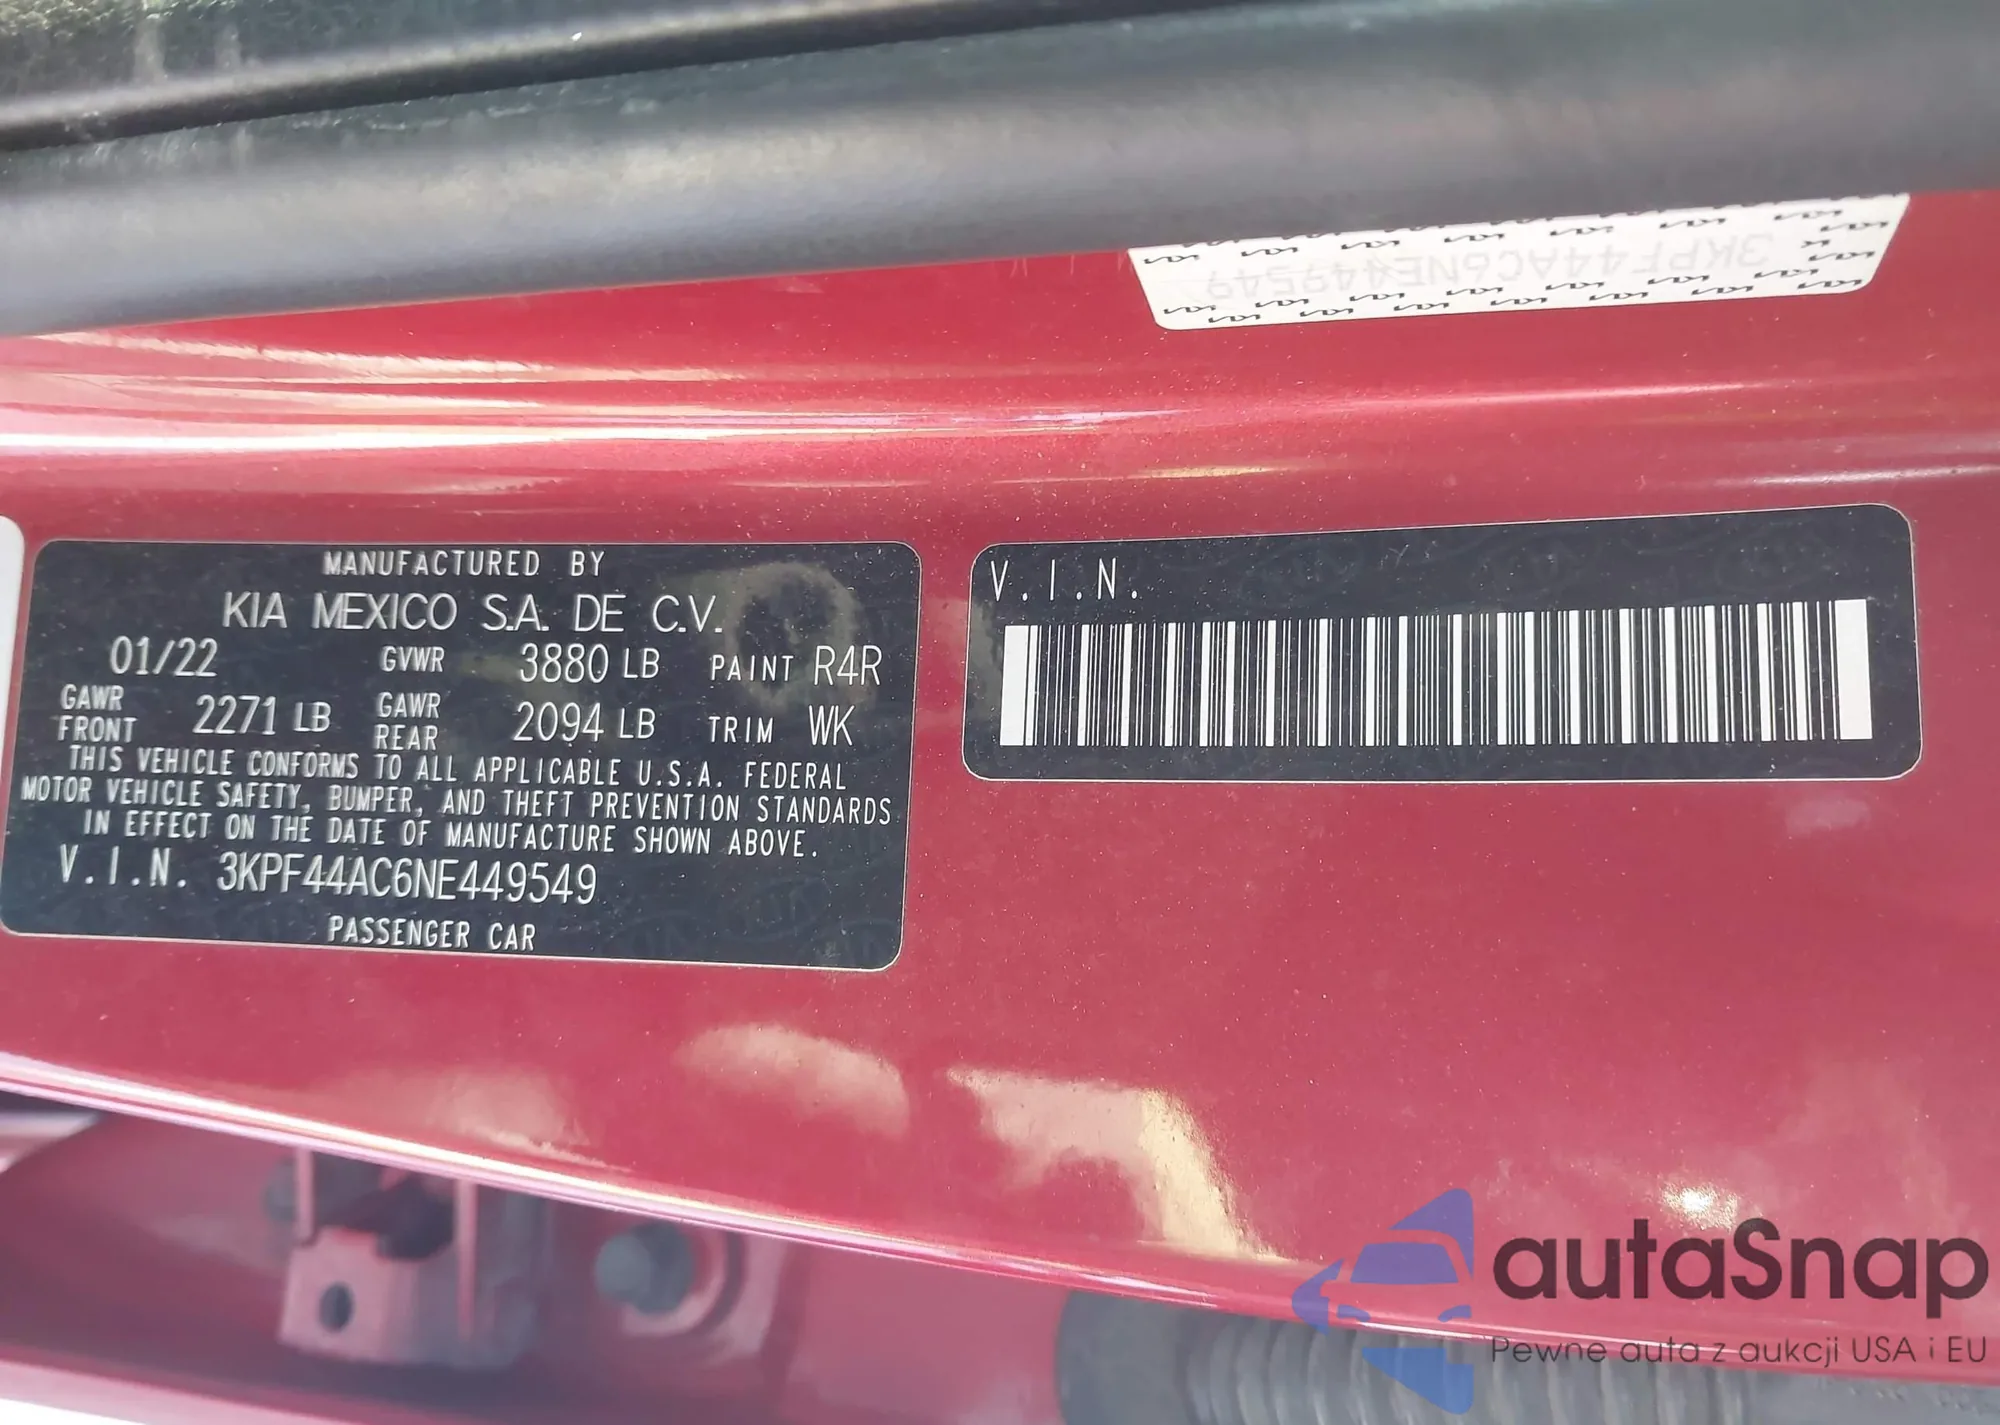 3KPF44AC6NE449549
MANUFACTURED BY
KIA MEXICO S.A. DE C.V.
01/22 GVWR 3880 LB PAINT R4R
GAWR FRONT 2271 LB GAWR REAR 2094 LB TRIM WK
THIS VEHICLE CONFORMS TO ALL APPLICABLE U.S.A. FEDERAL
MOTOR VEHICLE SAFETY, BUMPER, AND THEFT PREVENTION STANDARDS
IN EFFECT ON THE DATE OF MANUFACTURE SHOWN ABOVE.
V.I.N. 3KPF44AC6NE449549
PASSENGER CAR
V.I.N.
autaSnap
Pewne auta z aukcji USA i EU